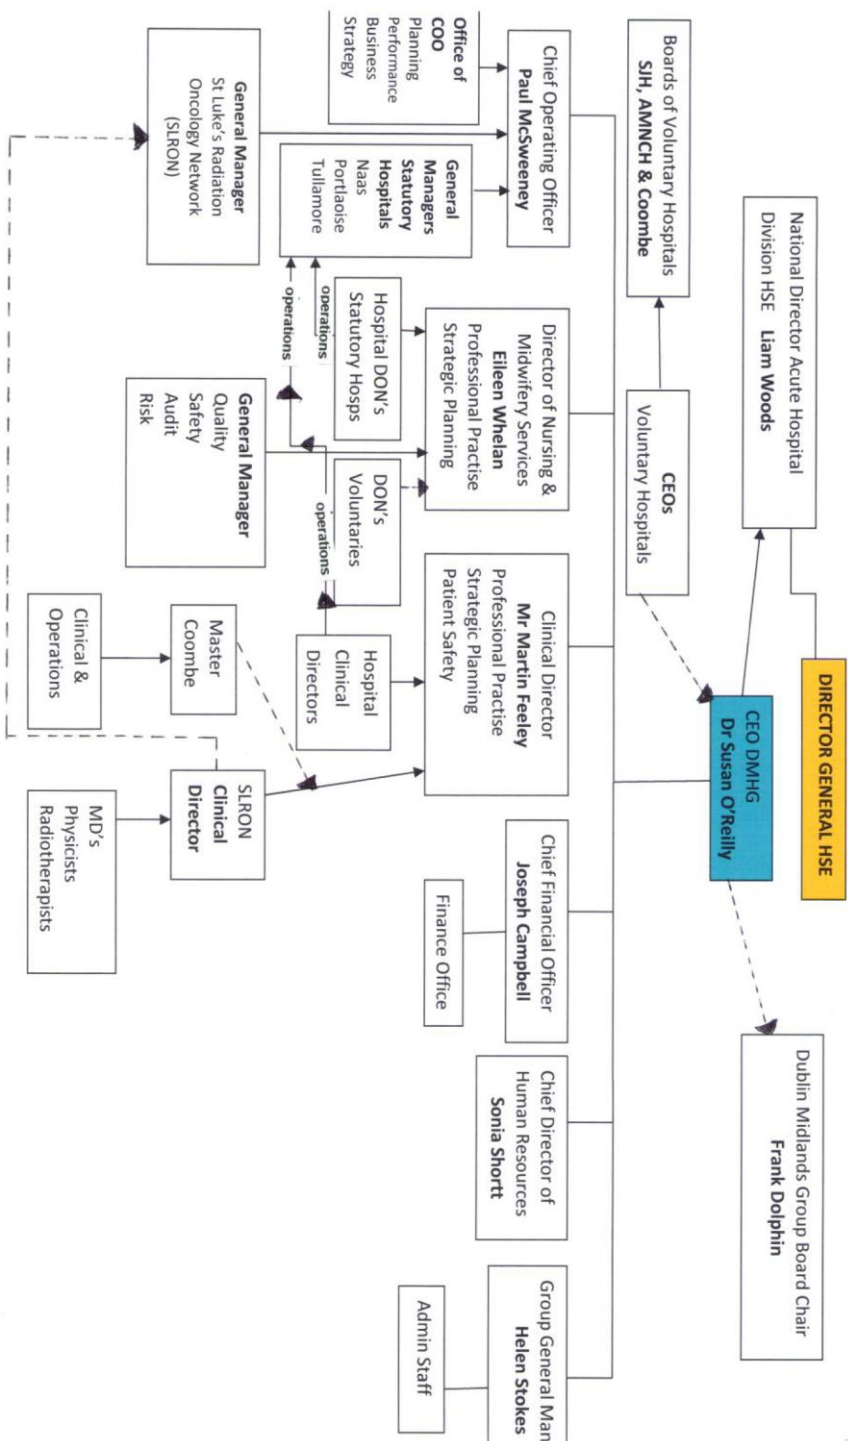 DIRECTOR GENERAL HSE
National Director Acute Hospital
Division HSE Liam Woods
CEO DMHG
Dr Susan O'Reilly
Dublin Midlands Group Board Chair
Frank Dolphin
Boards of Voluntary Hospitals
SJH, AMNCH & Coombe
CEOs
Voluntary Hospitals
Chief Operating Officer
Paul McSweeney
Director of Nursing &
Midwifery Services
Eileen Whelan
Professional Practise
Strategic Planning
Clinical Director
Mr Martin Feeley
Professional Practise
Strategic Planning
Patient Safety
Chief Financial Officer
Joseph Campbell
Chief Director of
Human Resources
Sonia Shortt
Group General Man
Helen Stokes
Office of
COO
Planning
Performance
Business
Strategy
General
Managers
Statutory
Hospitals
Naas
Portlaoise
Tullamore
Hospital DON's
Statutory Hosps
DON's
Voluntaries
Hospital
Clinical
Directors
Finance Office
Admin Staff
operations
operations
operations
General Manager
St Luke's Radiation
Oncology Network
(SLRON)
General Manager
Quality
Safety
Audit
Risk
Master
Coombe
SLRON
Clinical
Director
Clinical &
Operations
MD's
Physicists
Radiotherapists